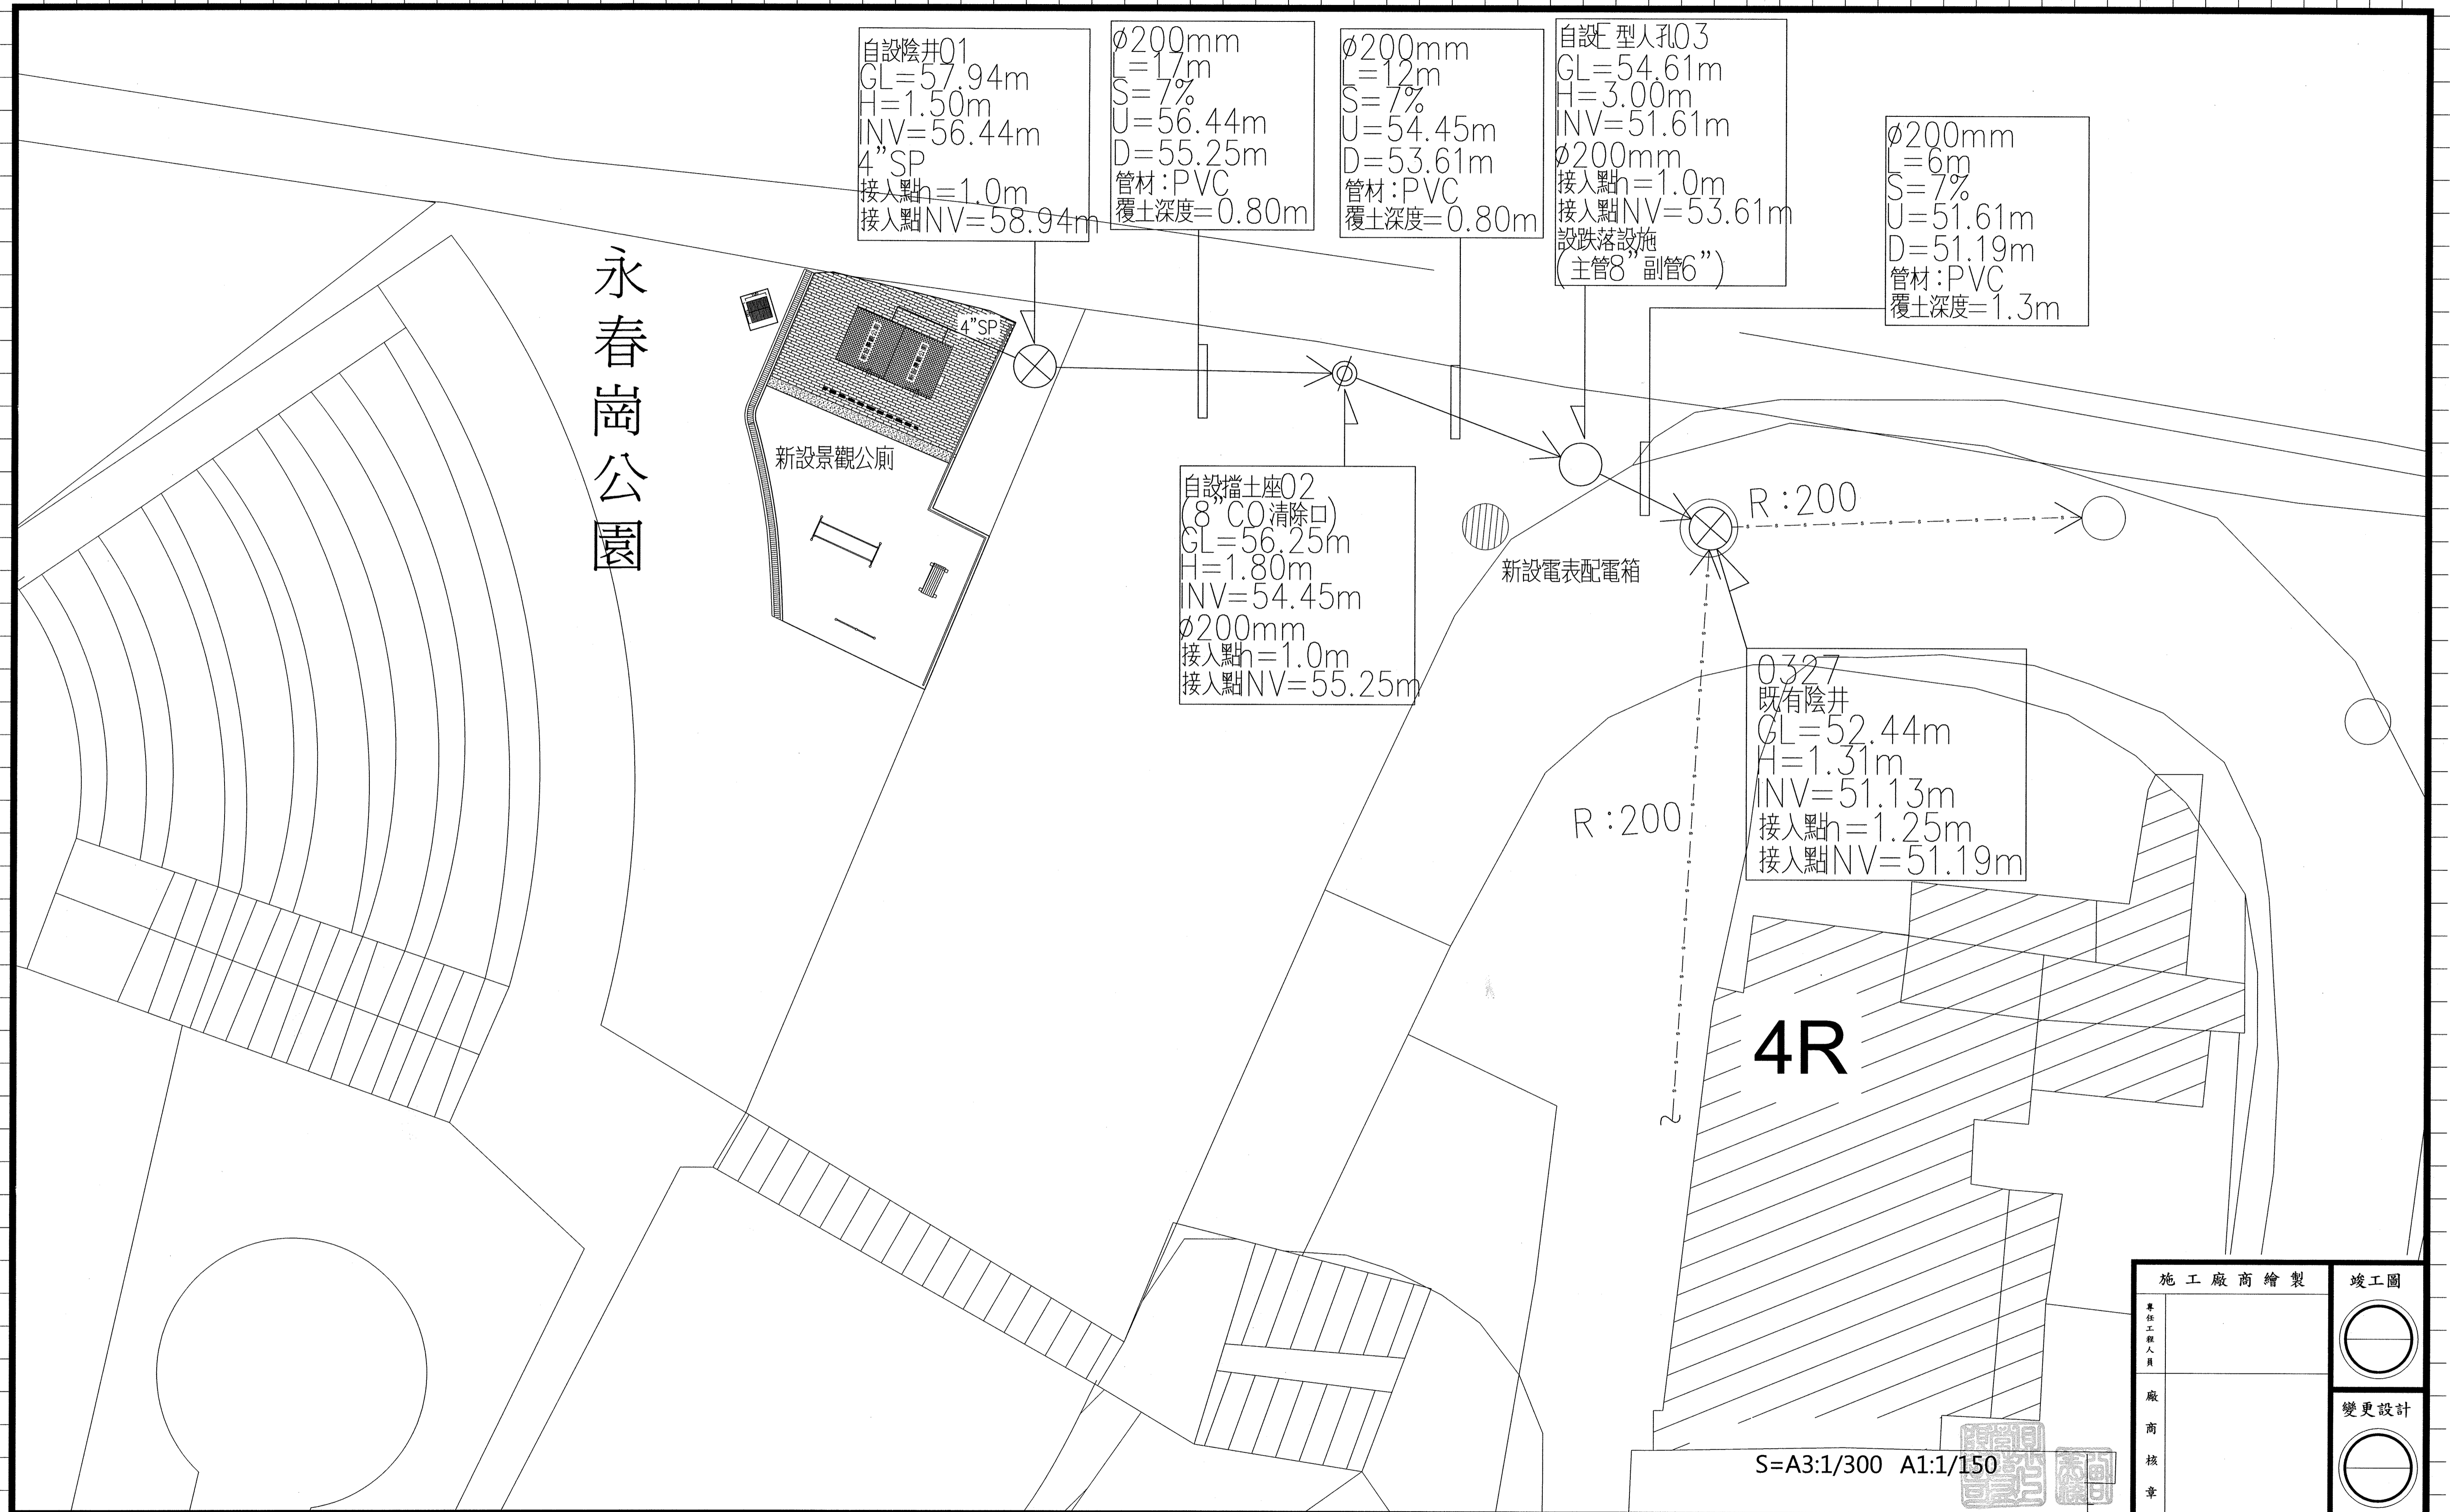 自設陰井01
GL=57.94m
H=1.50m
INV=56.44m
4”SP
接入點h=1.0m
接入點INV=58.94m
Ø200mm
L=17m
S=7%
U=56.44m
D=55.25m
管材：PVC
覆土深度=0.80m
Ø200mm
L=12m
S=7%
U=54.45m
D=53.61m
管材：PVC
覆土深度=0.80m
自設E型人孔03
GL=54.61m
H=3.00m
INV=51.61m
Ø200mm
接入點h=1.0m
接入點INV=53.61m
設跌落設施
(主管8”副管6”)
Ø200mm
L=6m
S=7%
U=51.61m
D=51.19m
管材：PVC
覆土深度=1.3m
永春崗公園
4”SP
新設景觀公廁
自設擋土座02
(8”CO清除口)
GL=56.25m
H=1.80m
INV=54.45m
Ø200mm
接入點h=1.0m
接入點INV=55.25m
R:200
新設電表配電箱
0327
既有陰井
GL=52.44m
H=1.31m
INV=51.13m
接入點h=1.25m
接入點INV=51.19m
R:200
4R
施工廠商繪製
竣工圖
專任工程人員
廠商核章
變更設計
S=A3:1/300 A1:1/150